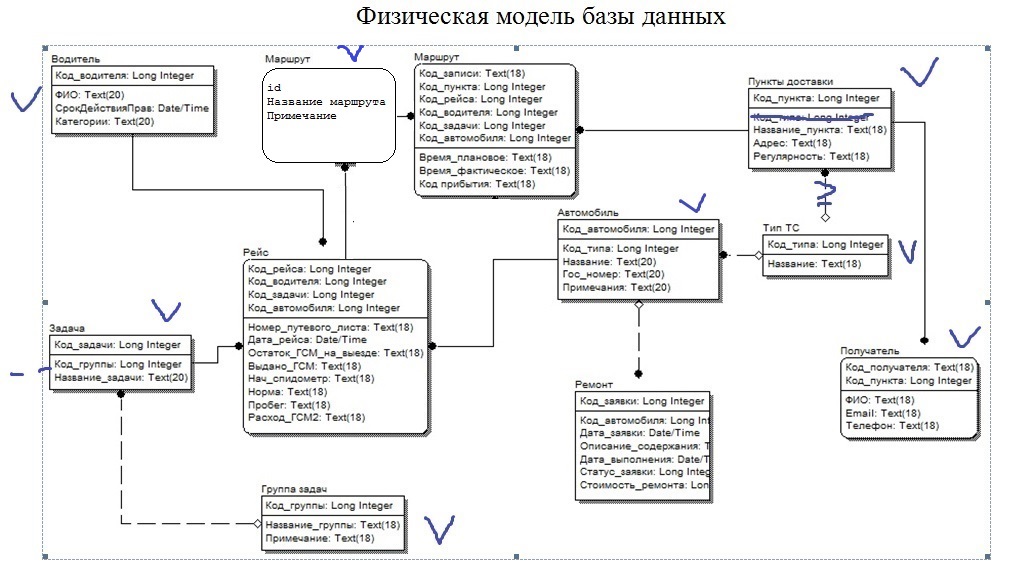 Физическая модель базы данных
Водитель
Код_водителя: Long Integer
ФИО: Text(20)
СрокДействияПрав: Date/Time
Категории: Text(20)
Маршрут
id
Название маршрута
Примечание
Маршрут
Код_записи: Text(18)
Код_пункта: Long Integer
Код_рейса: Long Integer
Код_водителя: Long Integer
Код_задачи: Long Integer
Код_автомобиля: Long Integer
Время_плановое: Text(18)
Время_фактическое: Text(18)
Код прибытия: Text(18)
Пункты доставки
Код_пункта: Long Integer
Код_типа: Long Integer
Название_пункта: Text(18)
Адрес: Text(18)
Регулярность: Text(18)
Автомобиль
Код_автомобиля: Long Integer
Код_типа: Long Integer
Название: Text(20)
Гос_номер: Text(20)
Примечания: Text(20)
Тип ТС
Код_типа: Long Integer
Название: Text(18)
Рейс
Код_рейса: Long Integer
Код_водителя: Long Integer
Код_задачи: Long Integer
Код_автомобиля: Long Integer
Номер_путевого_листа: Text(18)
Дата_рейса: Date/Time
Остаток_ГСМ_на_выезде: Text(18)
Выдано_ГСМ: Text(18)
Нач_спидометр: Text(18)
Норма: Text(18)
Пробег: Text(18)
Расход_ГСМ2: Text(18)
Задача
Код_задачи: Long Integer
Код_группы: Long Integer
Название_задачи: Text(20)
Получатель
Код_получателя: Text(18)
Код_пункта: Long Integer
ФИО: Text(18)
Email: Text(18)
Телефон: Text(18)
Ремонт
Код_заявки: Long Integer
Код_автомобиля: Long Int
Дата_заявки: Date/Time
Описание_содержания: T
Дата_выполнения: Date/T
Статус_заявки: Long Integ
Стоимость_ремонта: Lon
Группа задач
Код_группы: Long Integer
Название_группы: Text(18)
Примечание: Text(18)